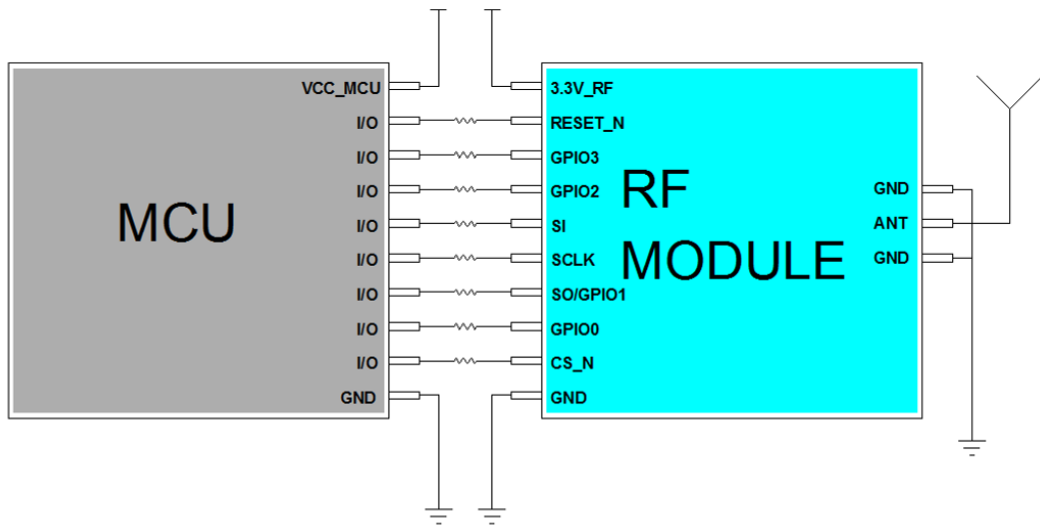 VCC_MCU
I/O
I/O
I/O
I/O
I/O
I/O
I/O
I/O
GND
MCU
3.3V_RF
RESET_N
GPIO3
GPIO2
SI
SCLK
SO/GPIO1
GPIO0
CS_N
GND
RF
MODULE
GND
ANT
GND